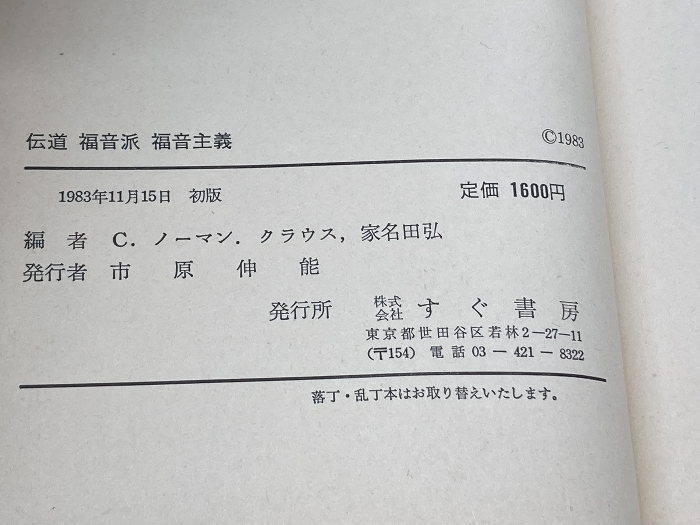 伝道 福音派 福音主義 ©1983
1983年11月15日 初版 定価 1600円
編者 C.ノーマン.クラウス,家名田弘
発行者 市原伸能
発行所 株式会社 すぐ書房
東京都世田谷区若林2―27―11
(〒154) 電話 03 ― 421 ― 8322
落丁・乱丁本はお取り替えいたします。